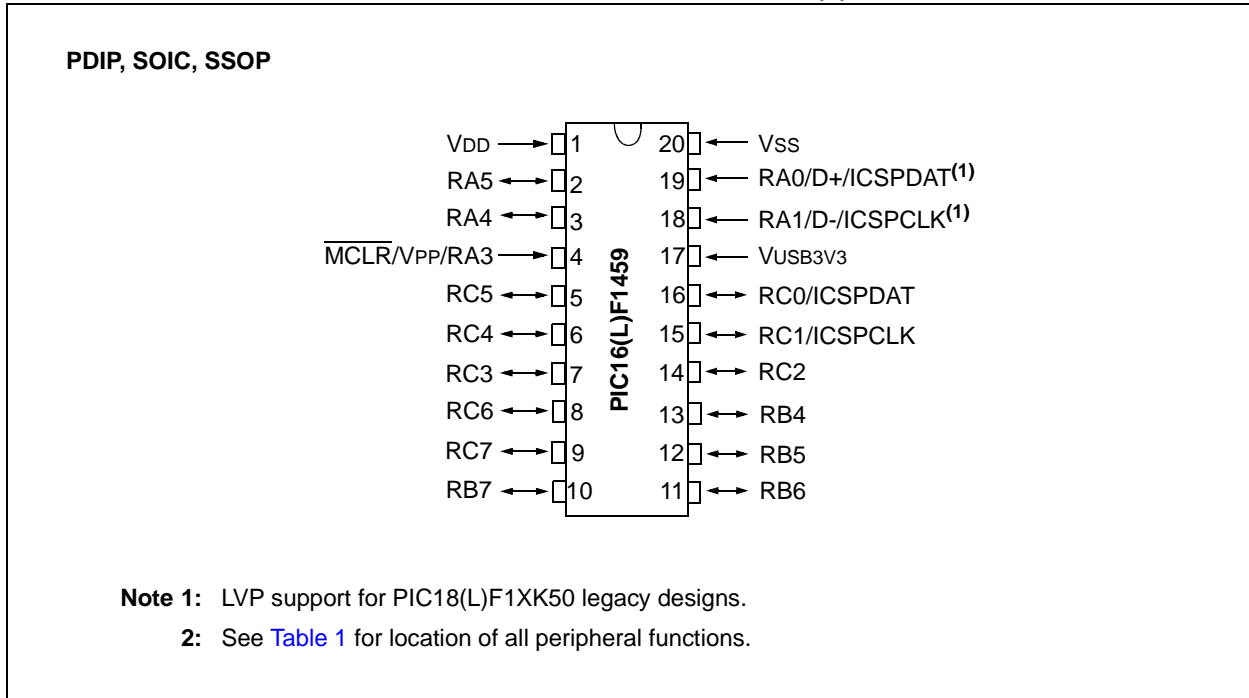 PDIP, SOIC, SSOP
VDD 1 20 VSS
RA5 2 19 RA0/D+/ICSPDAT(1)
RA4 3 18 RA1/D-/ICSPCLK(1)
MCLR/VPP/RA3 4 17 VUSB3V3
RC5 5 16 RC0/ICSPDAT
RC4 6 15 RC1/ICSPCLK
RC3 7 14 RC2
RC6 8 13 RB4
RC7 9 12 RB5
RB7 10 11 RB6
PIC16(L)F1459
Note 1: LVP support for PIC18(L)F1XK50 legacy designs.
2: See Table 1 for location of all peripheral functions.